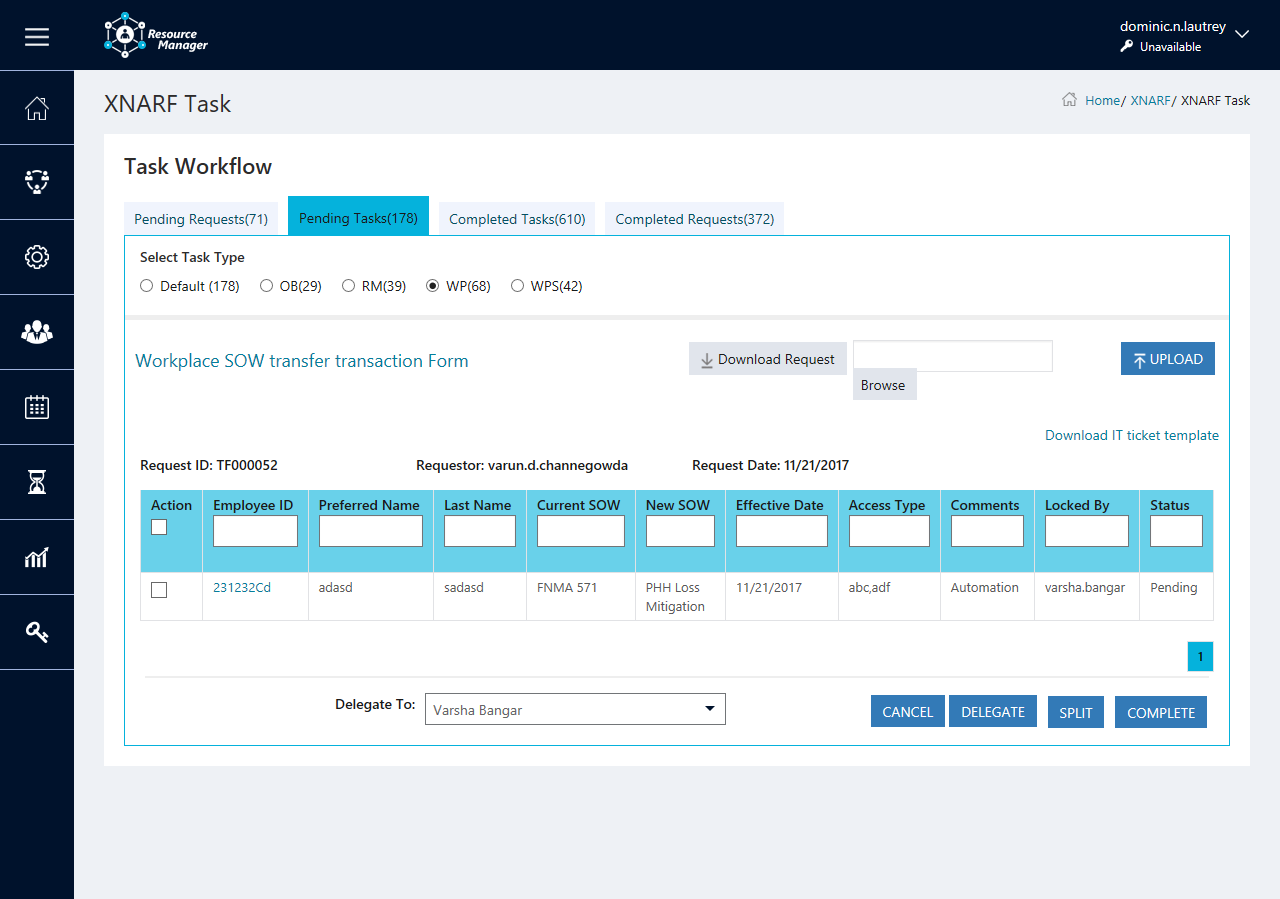 Resource
Manager
dominic.n.lautrey
Unavailable
XNARF Task
Home/ XNARF/ XNARF Task
Task Workflow
Pending Requests(71)
Pending Tasks(178)
Completed Tasks(610)
Completed Requests(372)
Select Task Type
Default (178) OB(29) RM(39) WP(68) WPS(42)
Workplace SOW transfer transaction Form
Download Request
Browse
UPLOAD
Download IT ticket template
Request ID: TF000052 Requestor: varun.d.channegowda Request Date: 11/21/2017
Action Employee ID Preferred Name Last Name Current SOW New SOW Effective Date Access Type Comments Locked By Status
231232Cd adasd sadasd FNMA 571 PHH Loss 11/21/2017 abc,adf Automation varsha.bangar Pending
Mitigation
1
Delegate To: Varsha Bangar
CANCEL DELEGATE SPLIT COMPLETE